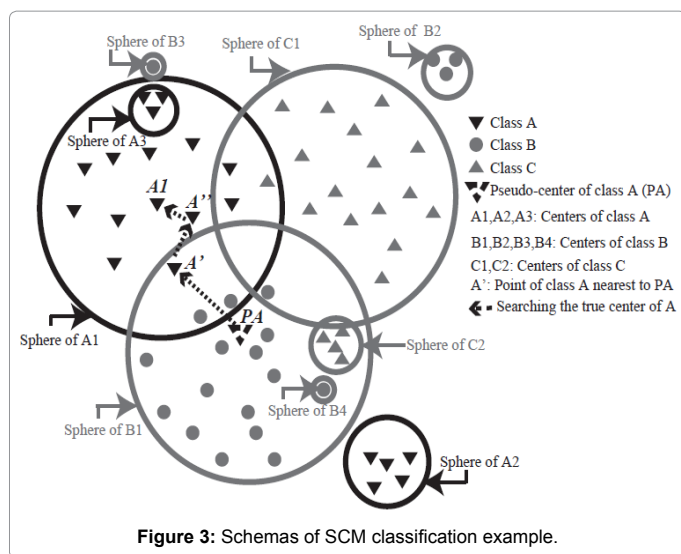 Sphere of B3
Sphere of C1
Sphere of B2
Sphere of A3
Class A
Class B
Class C
Pseudo-center of class A (PA)
A1,A2,A3: Centers of class A
B1,B2,B3,B4: Centers of class B
C1,C2: Centers of class C
A’: Point of class A nearest to PA
Searching the true center of A
A1
A’’
A’
PA
Sphere of A1
Sphere of C2
Sphere of B4
Sphere of B1
Sphere of A2
Figure 3: Schemas of SCM classification example.